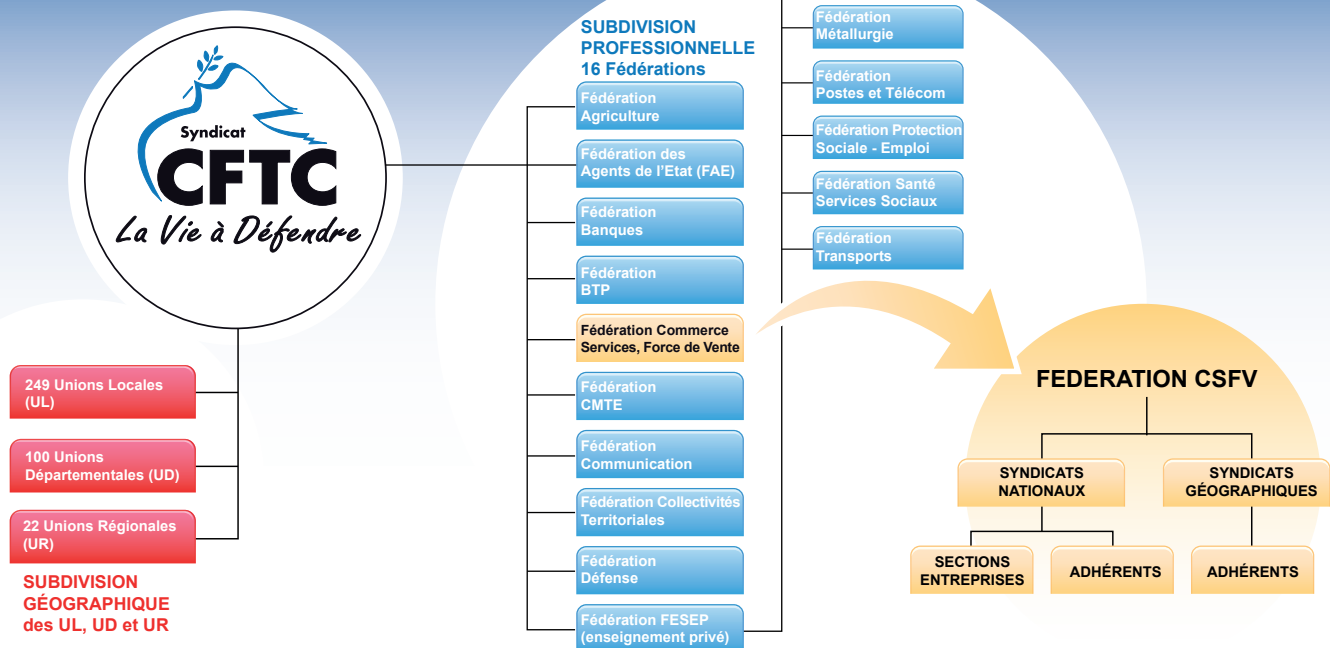 Syndicat
CFTC
La Vie à Défendre
249 Unions Locales
(UL)
100 Unions
Départementales (UD)
22 Unions Régionales
(UR)
SUBDIVISION
GÉOGRAPHIQUE
des UL, UD et UR
SUBDIVISION
PROFESSIONNELLE
16 Fédérations
Fédération
Agriculture
Fédération des
Agents de l'Etat (FAE)
Fédération
Banques
Fédération
BTP
Fédération Commerce
Services, Force de Vente
Fédération
CMTE
Fédération
Communication
Fédération Collectivités
Territoriales
Fédération
Défense
Fédération FESEP
(enseignement privé)
Fédération
Métallurgie
Fédération
Postes et Télécom
Fédération Protection
Sociale - Emploi
Fédération Santé
Services Sociaux
Fédération
Transports
FEDERATION CSFV
SYNDICATS
NATIONAUX
SYNDICATS
GÉOGRAPHIQUES
SECTIONS
ENTREPRISES
ADHÉRENTS
ADHÉRENTS